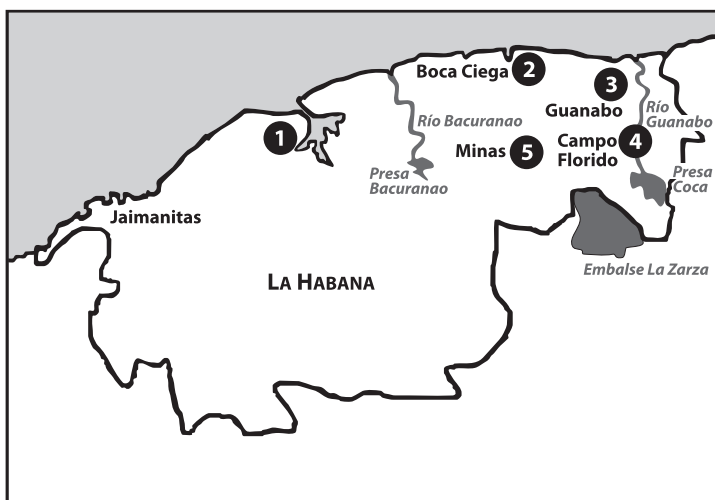 Boca Ciega
2
3
Guanabo
Río
Guanabo
Río Bacuranao
1
Minas
5
Campo
Florido
4
Presa
Bacuranao
Presa
Coca
Jaimanitas
LA HABANA
Embalse La Zarza